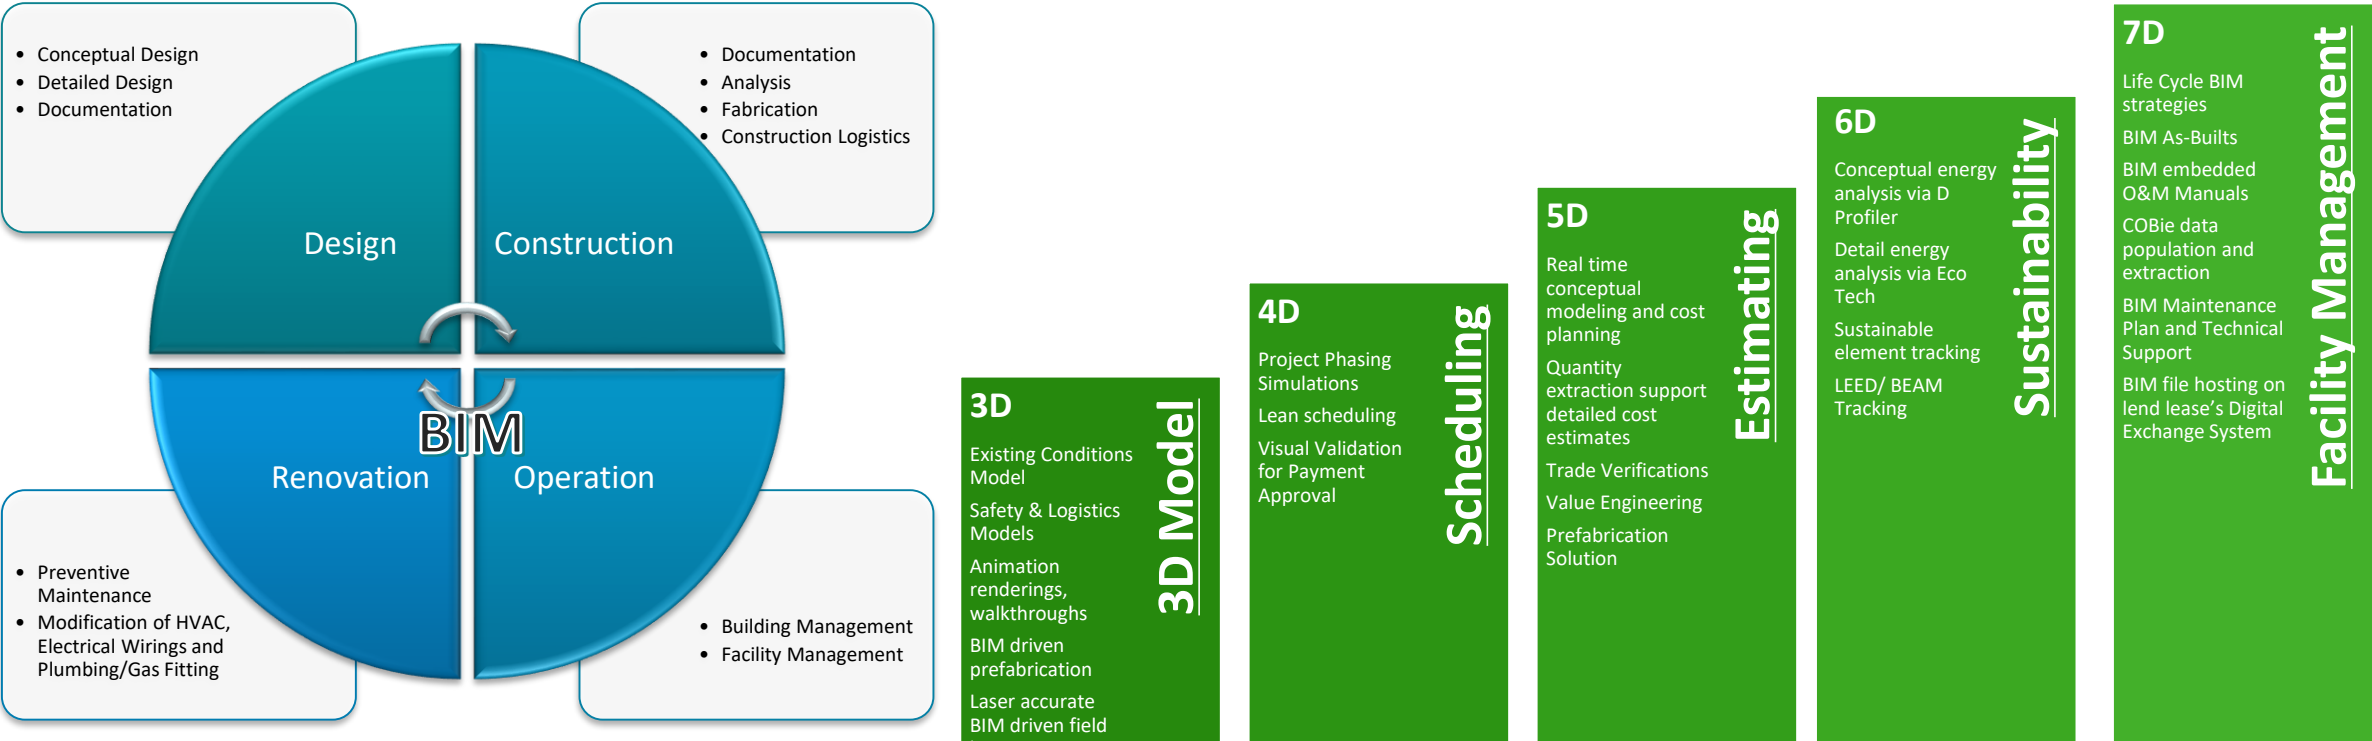 • Conceptual Design
• Detailed Design
• Documentation
• Documentation
• Analysis
• Fabrication
• Construction Logistics
Design
Construction
BIM
Renovation
Operation
• Preventive
Maintenance
• Modification of HVAC,
Electrical Wirings and
Plumbing/Gas Fitting
• Building Management
• Facility Management
3D
Existing Conditions
Model
Safety & Logistics
Models
Animation
renderings,
walkthroughs
BIM driven
prefabrication
Laser accurate
BIM driven field
3D Model
4D
Project Phasing
Simulations
Lean scheduling
Visual Validation
for Payment
Approval
Scheduling
5D
Real time
conceptual
modeling and cost
planning
Quantity
extraction support
detailed cost
estimates
Trade Verifications
Value Engineering
Prefabrication
Solution
Estimating
6D
Conceptual energy
analysis via D
Profiler
Detail energy
analysis via Eco
Tech
Sustainable
element tracking
LEED/ BEAM
Tracking
Sustainability
7D
Life Cycle BIM
strategies
BIM As-Builts
BIM embedded
O&M Manuals
COBie data
population and
extraction
BIM Maintenance
Plan and Technical
Support
BIM file hosting on
lend lease’s Digital
Exchange System
Facility Management